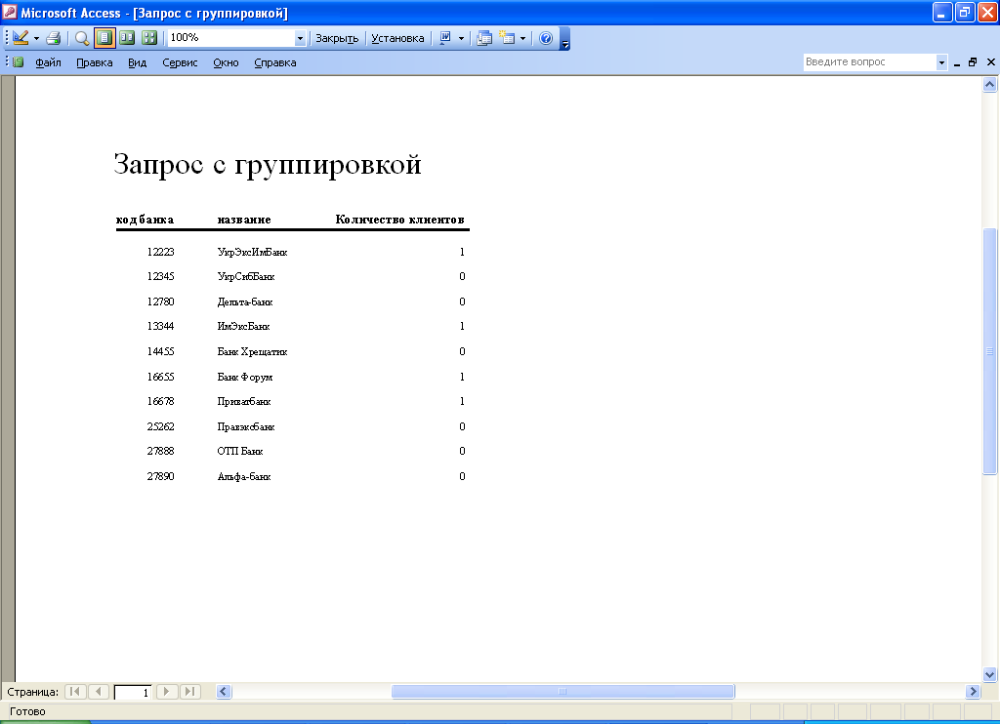 Microsoft Access - [Запрос с группировкой]
100% Закрыть Установка
Файл Правка Вид Сервис Окно Справка Введите вопрос
Запрос с группировкой
код банка название Количество клиентов
12223 УкрЭксИмБанк 1
12345 УкрСибБанк 0
12780 Дельта-банк 0
13344 ИмЭксБанк 1
14455 Банк Хрещатик 0
16655 Банк Форум 1
16678 Приватбанк 1
25262 Правэксбанк 0
27888 ОТП Банк 0
27890 Альфа-банк 0
Страница: 1
Готово